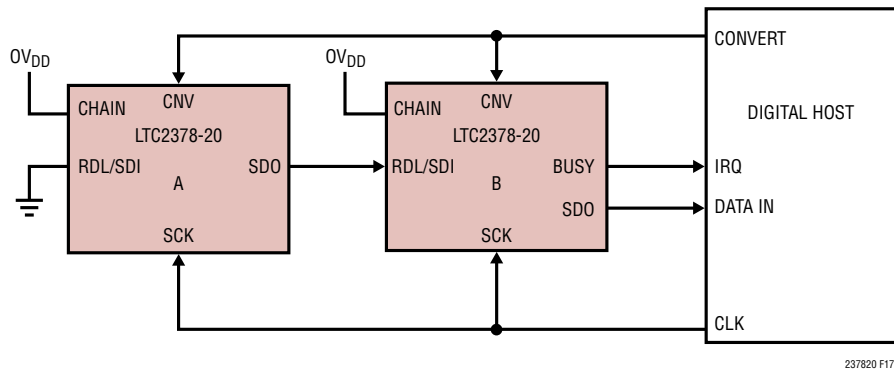 CONVERT
OVDD
OVDD
CHAIN
CNV
CHAIN
CNV
DIGITAL HOST
LTC2378-20
LTC2378-20
RDL/SDI
SDO
RDL/SDI
BUSY
IRQ
A
B
SDO
DATA IN
SCK
SCK
CLK
237820 F17